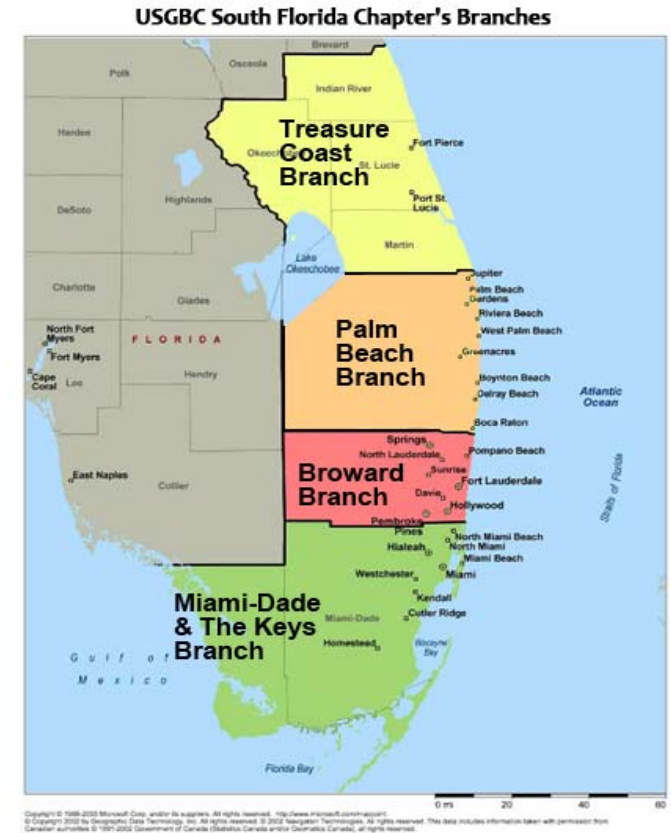 USGBC South Florida Chapter's Branches
Brevard
Osceola
Polk
Indian River
Treasure
Coast
Branch
Hardee
Fort Pierce
St. Lucie
Highlands
Port St.
Lucie
DeSoto
Martin
Lake
Okeechobee
Jupiter
Charlotte
Glades
Palm Beach
Gardens
Riviera Beach
North Fort
Myers
FLORIDA
Palm
Beach
Branch
West Palm Beach
Fort Myers
Greenacres
Cape
Coral
Lee
Hendry
Boynton Beach
Delray Beach
Atlantic
Ocean
Boca Raton
Springs
North Lauderdale
Pompano Beach
East Naples
Broward
Branch
Sunrise
Fort Lauderdale
Collier
Davie
Hollywood
Straits of Florida
Pembroke
Pines
North Miami Beach
Hialeah
North Miami
Miami Beach
Westchester
Miami
Miami-Dade
& The Keys
Branch
Kendall
Miami-Dade
Cutler Ridge
Homestead
Biscayne
Bay
Gulf of
Mexico
Florida Bay
0 mi 20 40 60